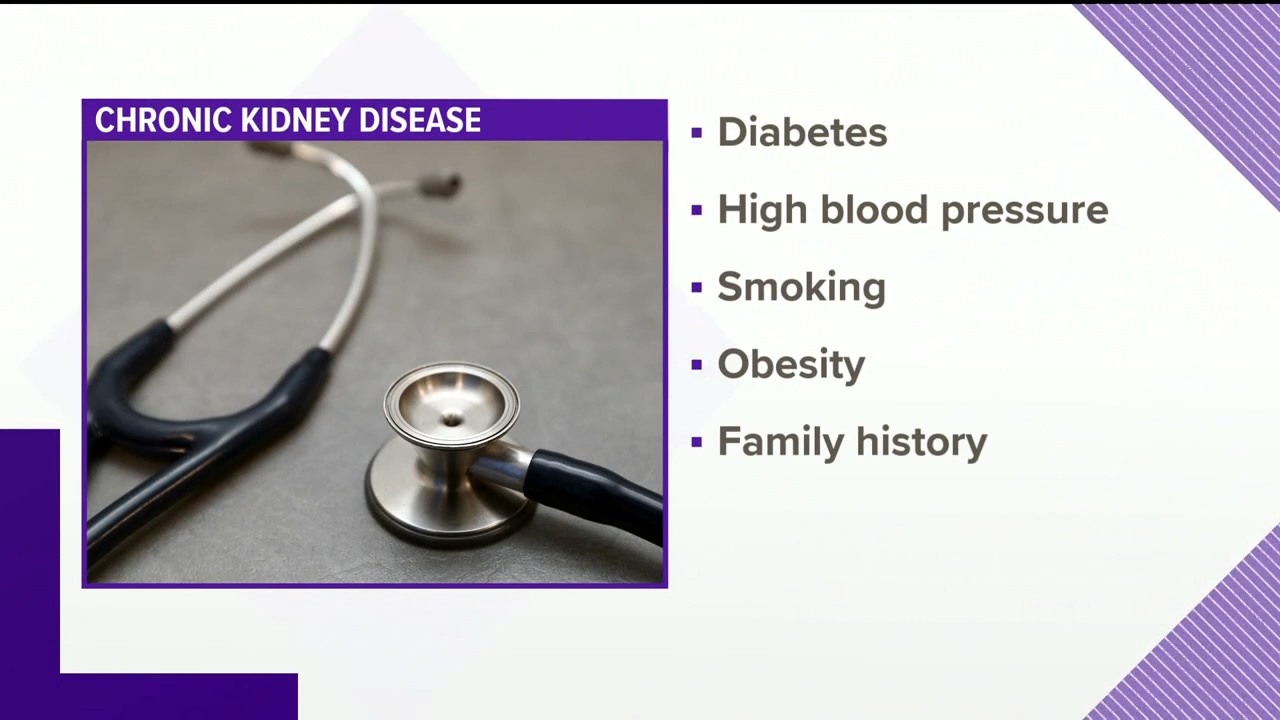 CHRONIC KIDNEY DISEASE
▪ Diabetes
▪ High blood pressure
▪ Smoking
▪ Obesity
▪ Family history